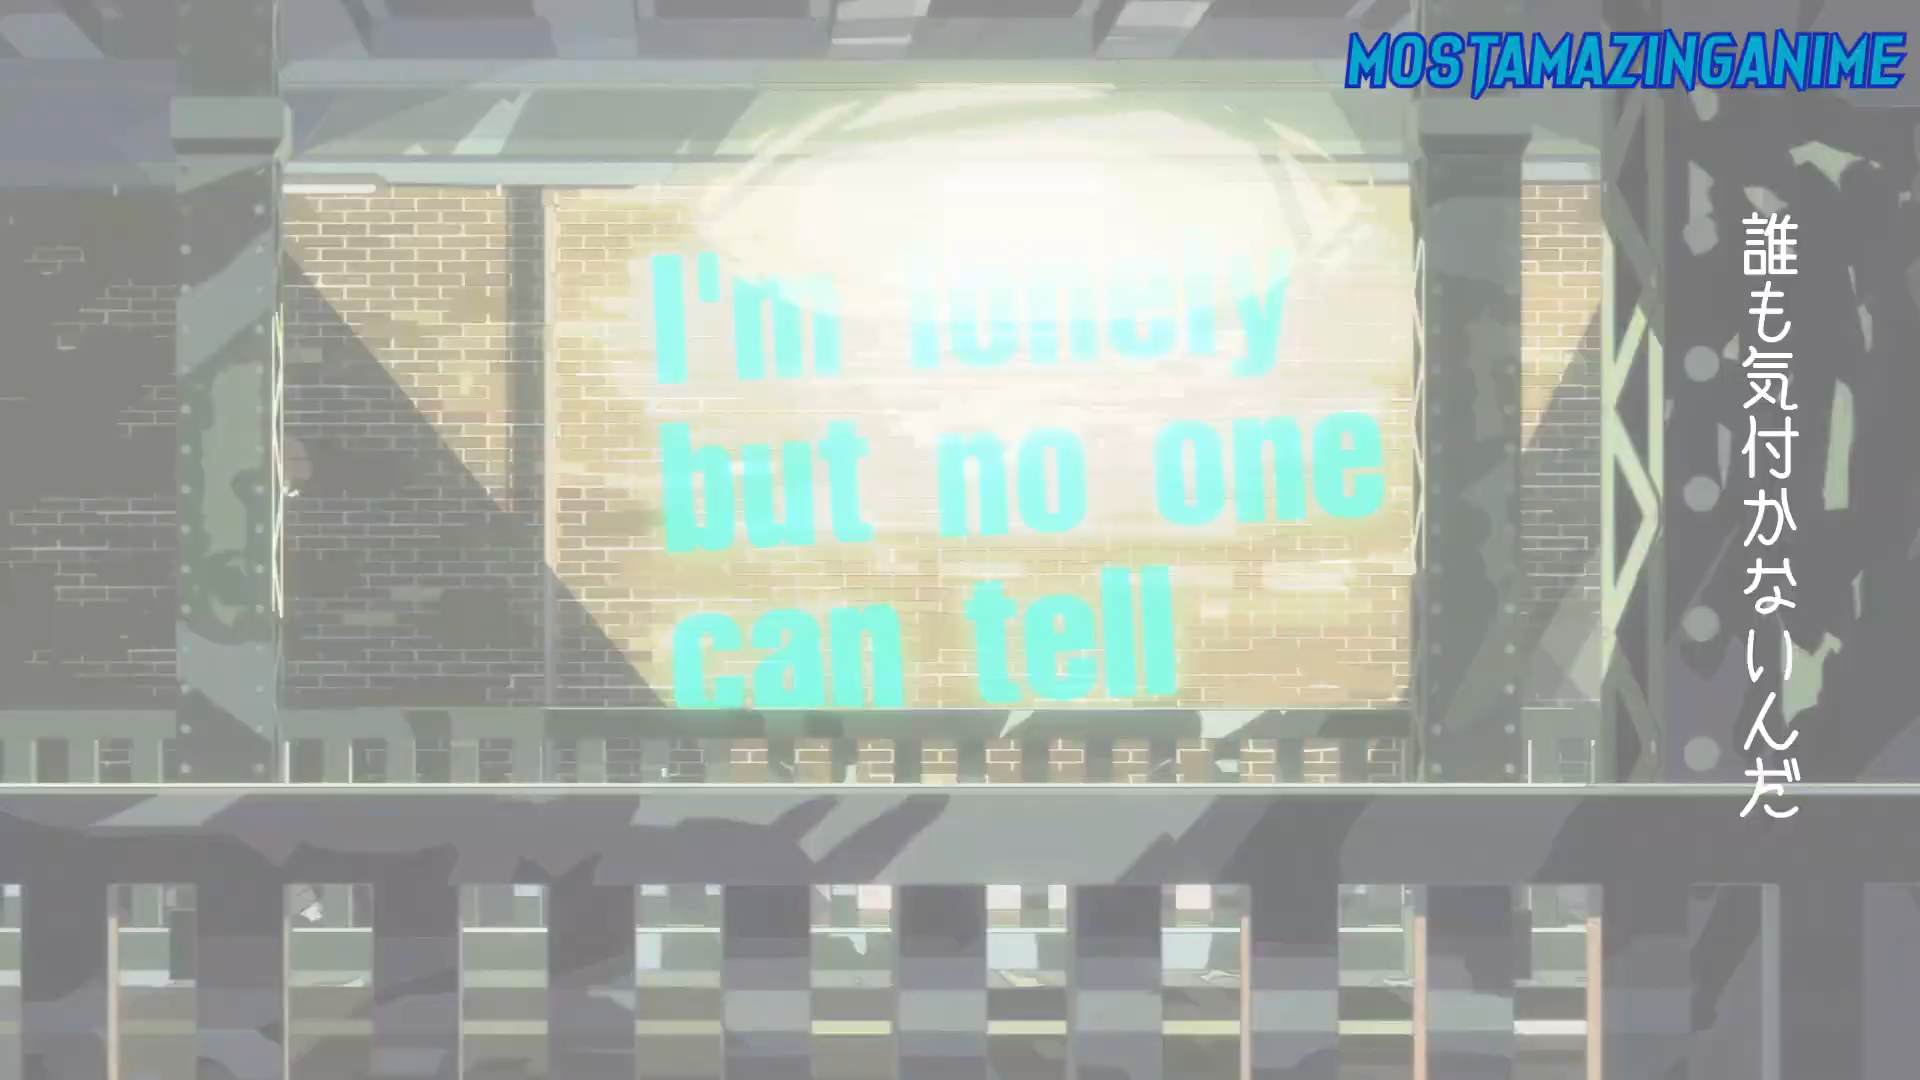 MOSTAMAZINGANIME
I'm lonely
but no one
can tell
誰も気付かないんだ